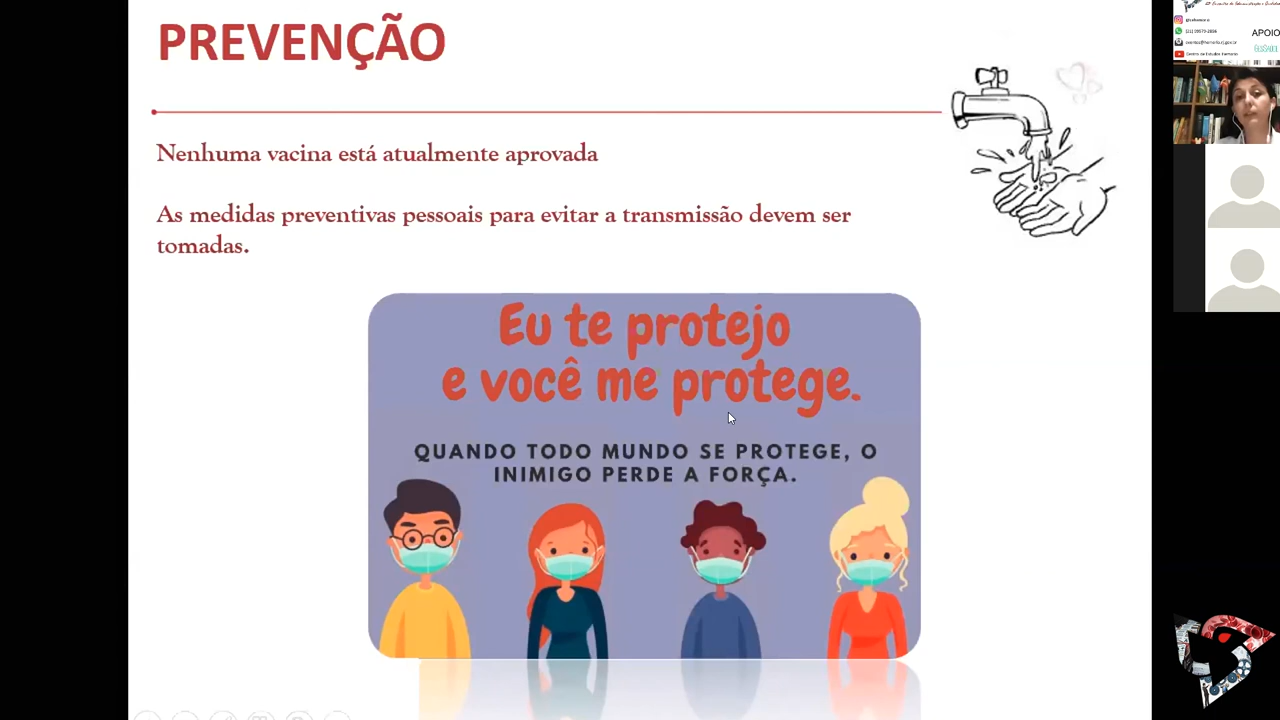 PREVENÇÃO
Nenhuma vacina está atualmente aprovada
As medidas preventivas pessoais para evitar a transmissão devem ser
tomadas.
Eu te protejo
e você me protege.
QUANDO TODO MUNDO SE PROTEGE, O
INIMIGO PERDE A FORÇA.
APOIO